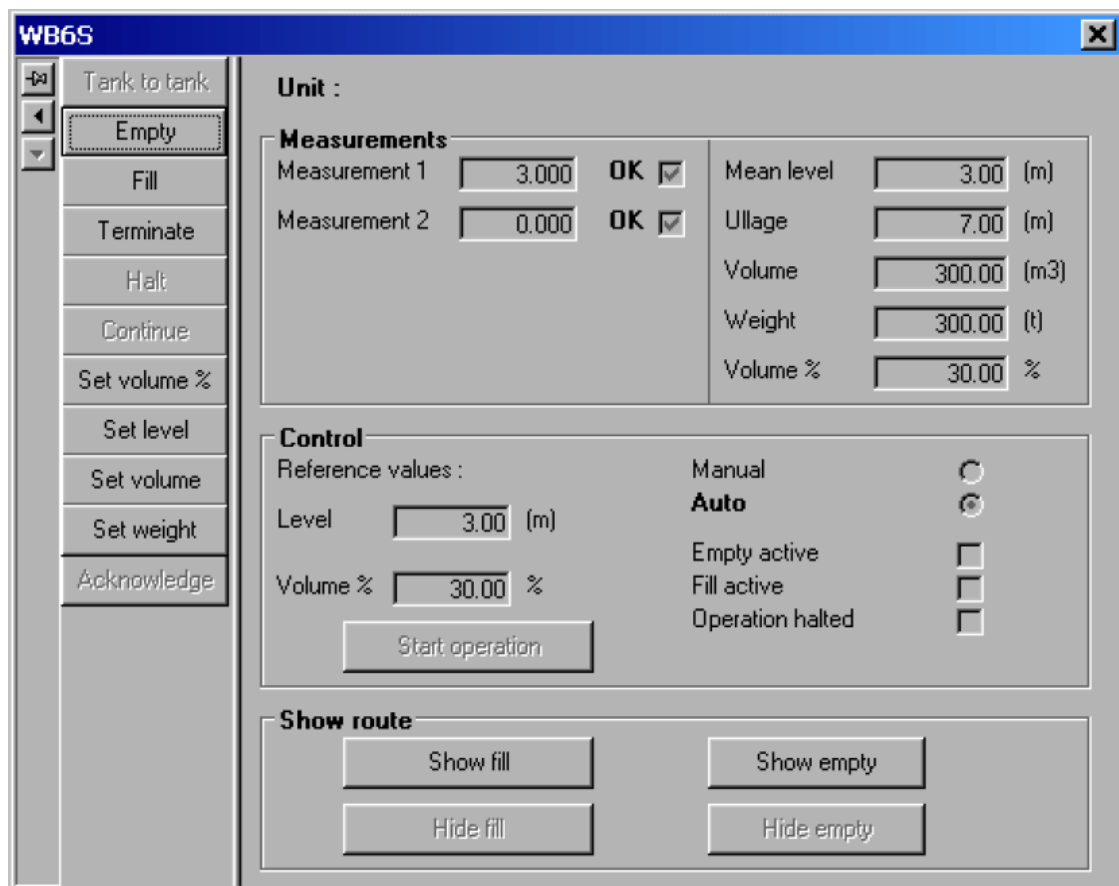 WB6S
Tank to tank
Empty
Fill
Terminate
Halt
Continue
Set volume %
Set level
Set volume
Set weight
Acknowledge
Unit :
Measurements
Measurement 1 3.000 OK
Measurement 2 0.000 OK
Mean level 3.00 (m)
Ullage 7.00 (m)
Volume 300.00 (m3)
Weight 300.00 (t)
Volume % 30.00 %
Control
Reference values :
Level 3.00 (m)
Volume % 30.00 %
Start operation
Manual
Auto
Empty active
Fill active
Operation halted
Show route
Show fill Show empty
Hide fill Hide empty